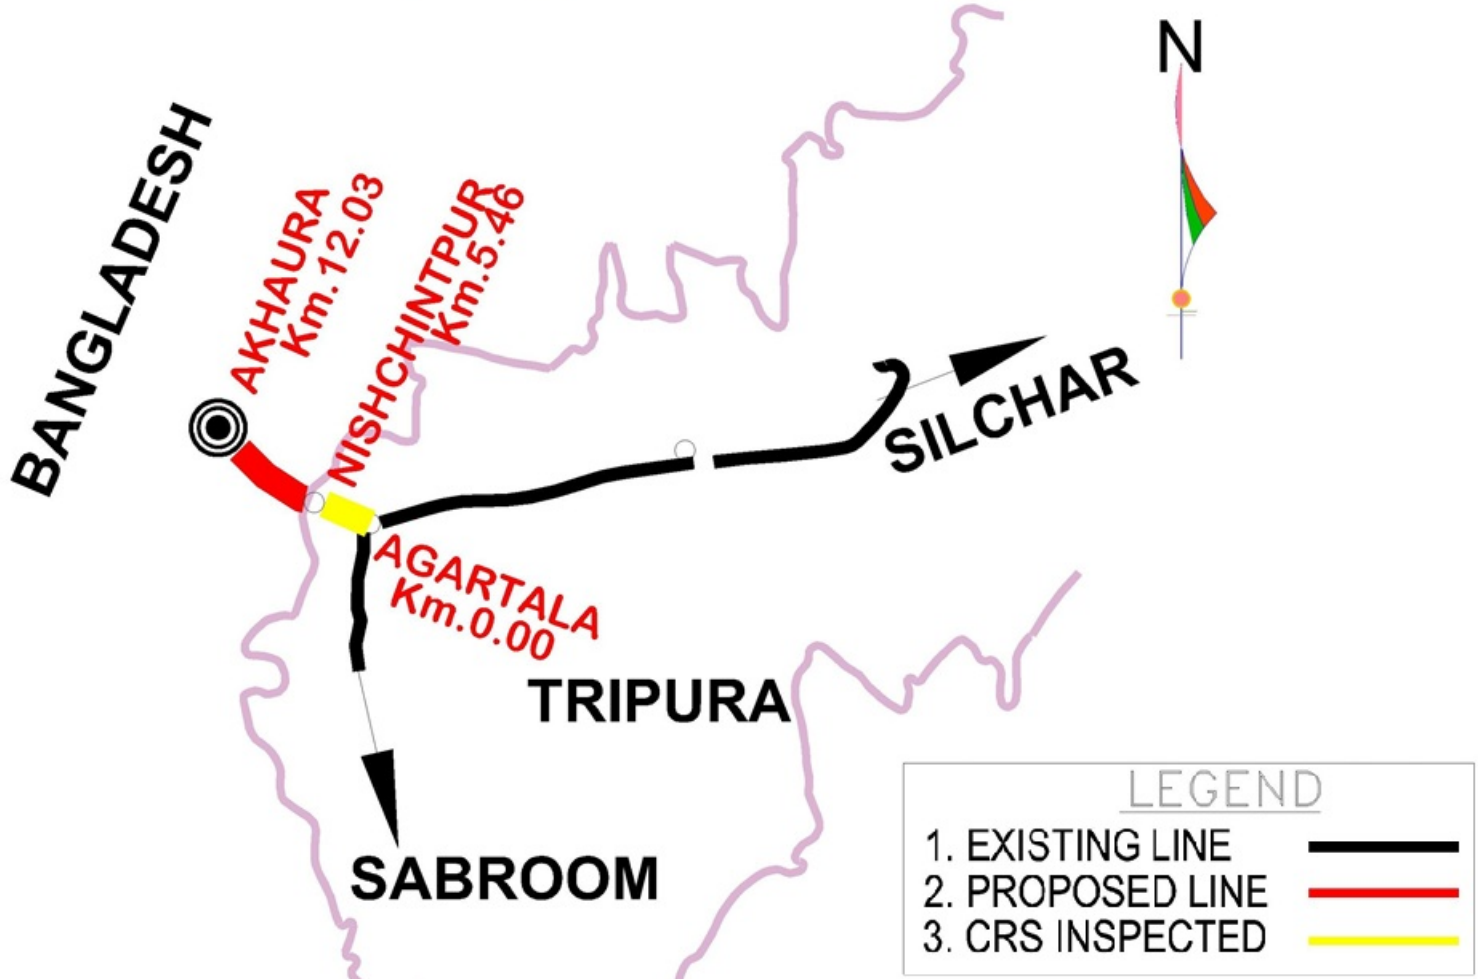 N
BANGLADESH
AKHAURA
Km.12.03
NISHCHINTPUR
Km.5.46
SILCHAR
AGARTALA
Km.0.00
TRIPURA
SABROOM
LEGEND
1. EXISTING LINE
2. PROPOSED LINE
3. CRS INSPECTED